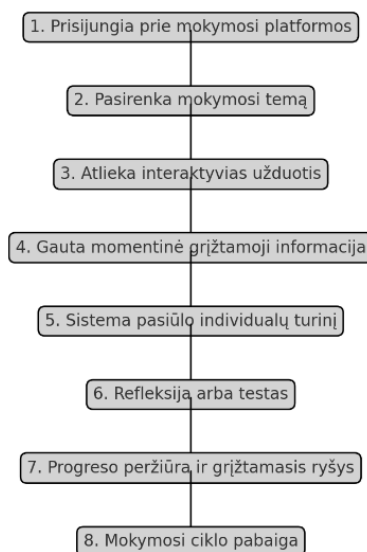 1. Prisijungia prie mokymosi platformos
2. Pasirenka mokymosi temą
3. Atlieka interaktyvias užduotis
4. Gauta momentinė grįžtamoji informacija
5. Sistema pasiūlo individualų turinį
6. Refleksija arba testas
7. Progreso peržiūra ir grįžtamasis ryšys
8. Mokymosi ciklo pabaiga